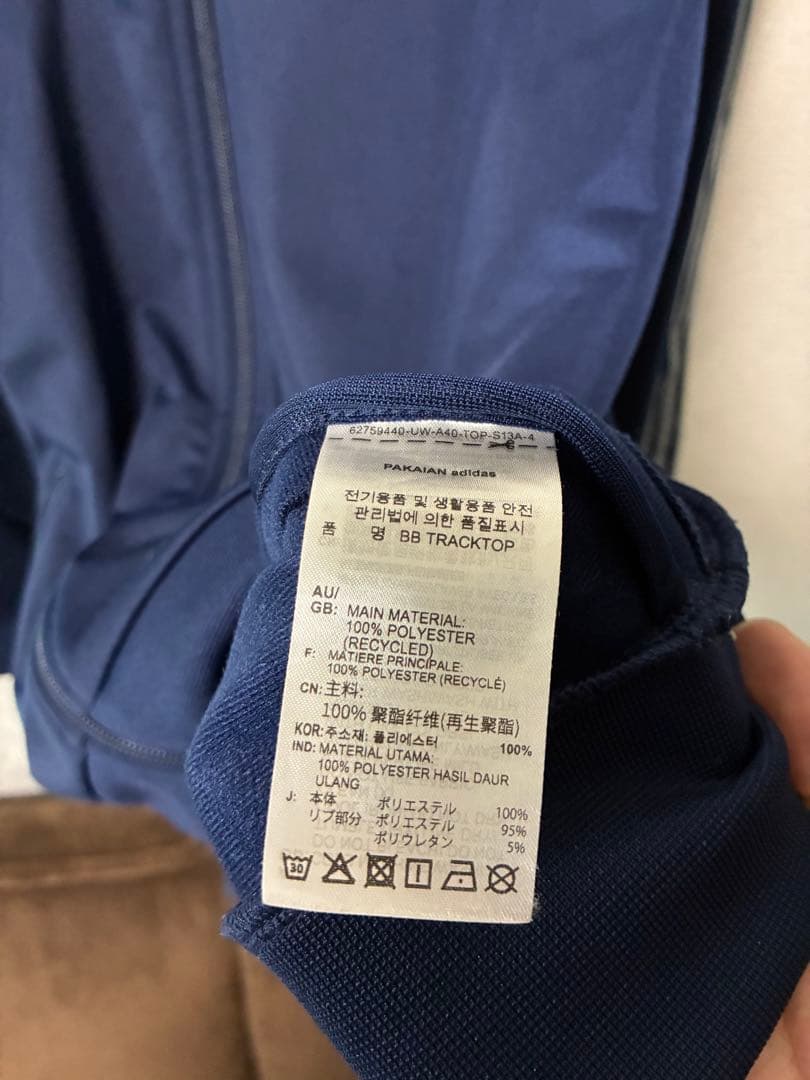 62759440-UW-A40-TOP-S13A-4
PAKAIAN adidas
전기용품 및 생활용품 안전
관리법에 의한 품질표시
품 명 BB TRACKTOP
AU/
GB: MAIN MATERIAL:
100% POLYESTER
(RECYCLED)
F: MATIERE PRINCIPALE:
100% POLYESTER (RECYCLÉ)
CN: 主料:
100% 聚酯纤维(再生聚酯)
KOR: 주소재: 폴리에스터 100%
IND: MATERIAL UTAMA:
100% POLYESTER HASIL DAUR
ULANG
J: 本体 ポリエステル 100%
リブ部分 ポリエステル 95%
ポリウレタン 5%
30